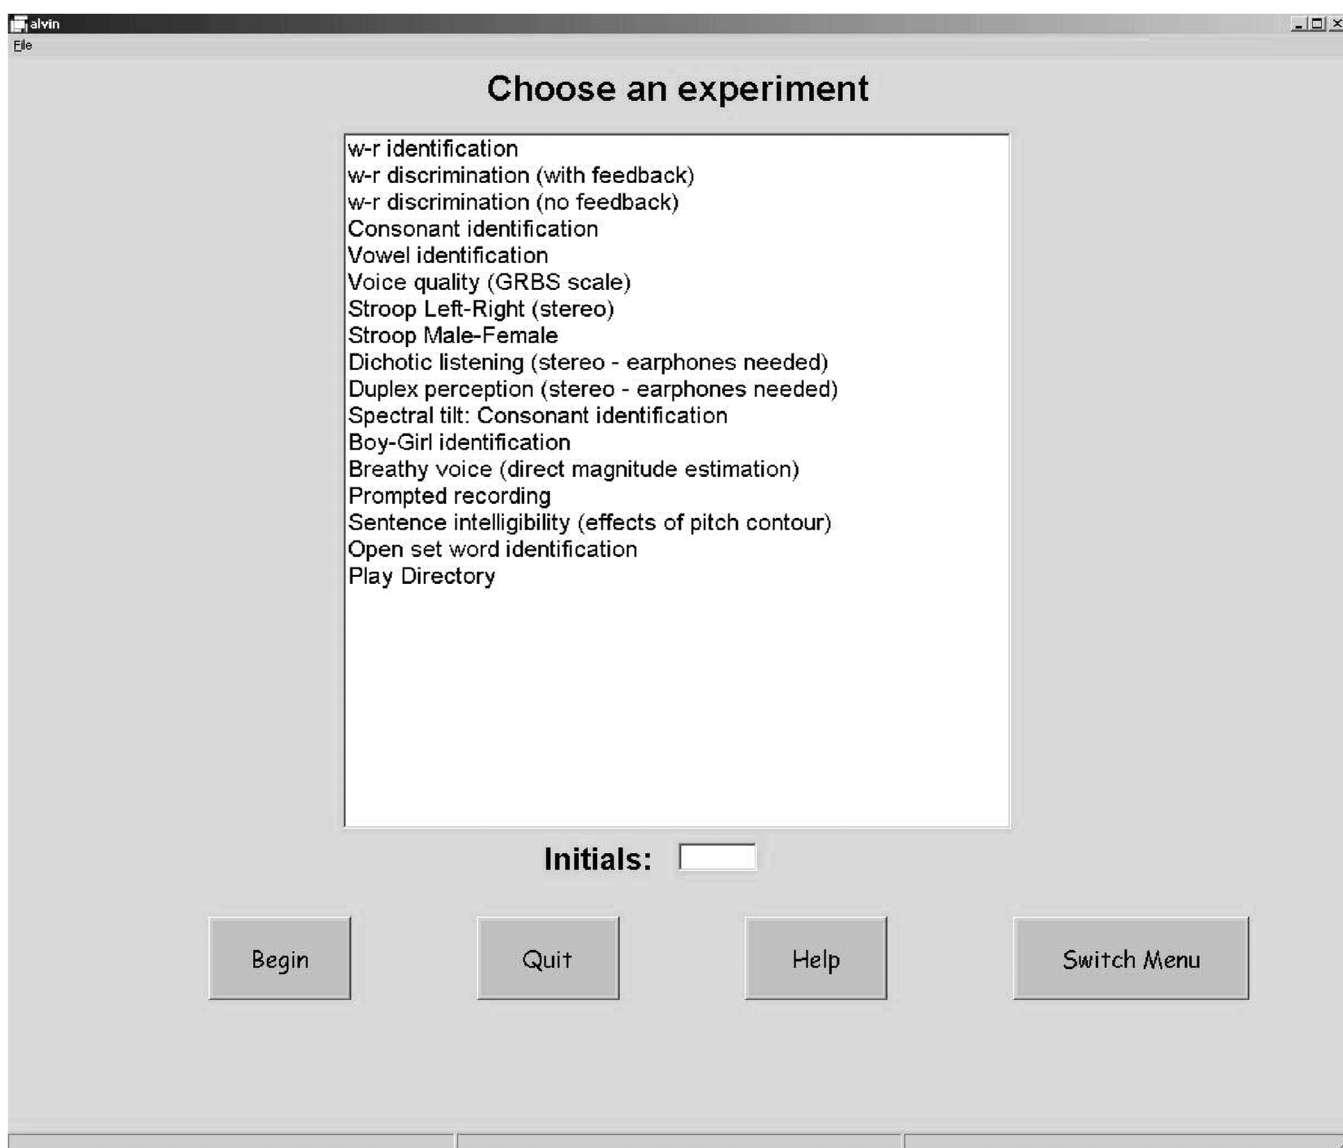 alvin
File
Choose an experiment
w-r identification
w-r discrimination (with feedback)
w-r discrimination (no feedback)
Consonant identification
Vowel identification
Voice quality (GRBS scale)
Stroop Left-Right (stereo)
Stroop Male-Female
Dichotic listening (stereo - earphones needed)
Duplex perception (stereo - earphones needed)
Spectral tilt: Consonant identification
Boy-Girl identification
Breathy voice (direct magnitude estimation)
Prompted recording
Sentence intelligibility (effects of pitch contour)
Open set word identification
Play Directory
Initials:
Begin Quit Help Switch Menu